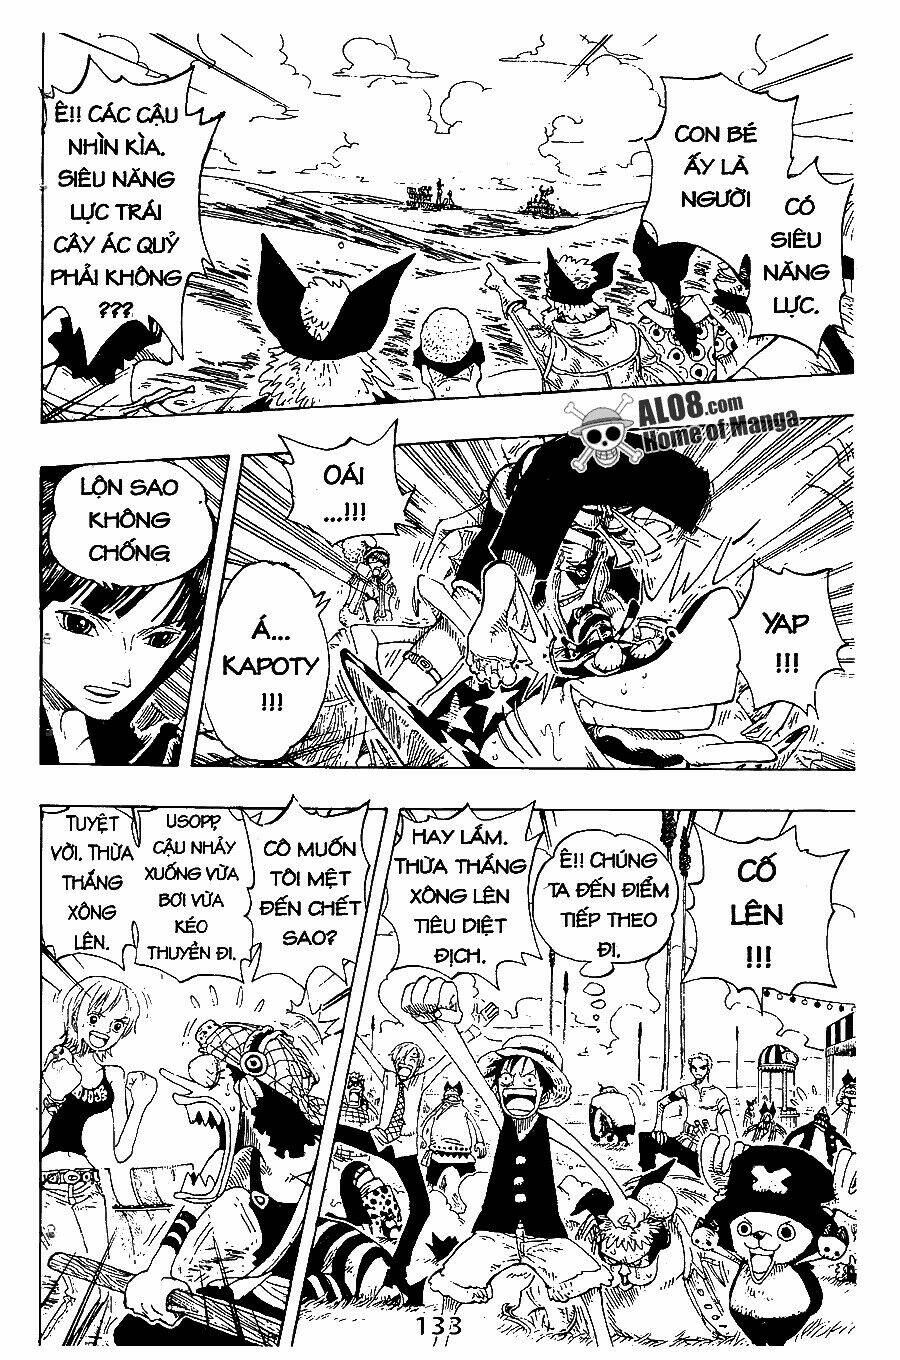 Ê!! CÁC CẬU
NHÌN KÌA.
SIÊU NĂNG
LỰC TRÁI
CÂY ÁC QUỶ
PHẢI KHÔNG
???
CON BÉ
ẤY LÀ
NGƯỜI
CÓ
SIÊU
NĂNG
LỰC.
ALO8.com
Home of Manga
LỘN SAO
KHÔNG
CHỐNG
OÁI
...!!!
Á...
KAPOTY
!!!
YAP
!!!
TUYỆT
VỜI. THỪA
THẮNG
XÔNG
LÊN.
USOPP,
CẬU NHẢY
XUỐNG VỪA
BƠI VỪA
KÉO
THUYỀN ĐI.
CÔ MUỐN
TÔI MỆT
ĐẾN CHẾT
SAO?
HAY LẮM.
THỪA THẮNG
XÔNG LÊN
TIÊU DIỆT
ĐỊCH.
Ê!! CHÚNG
TA ĐẾN ĐIỂM
TIẾP THEO
ĐI.
CỐ
LÊN
!!!
133